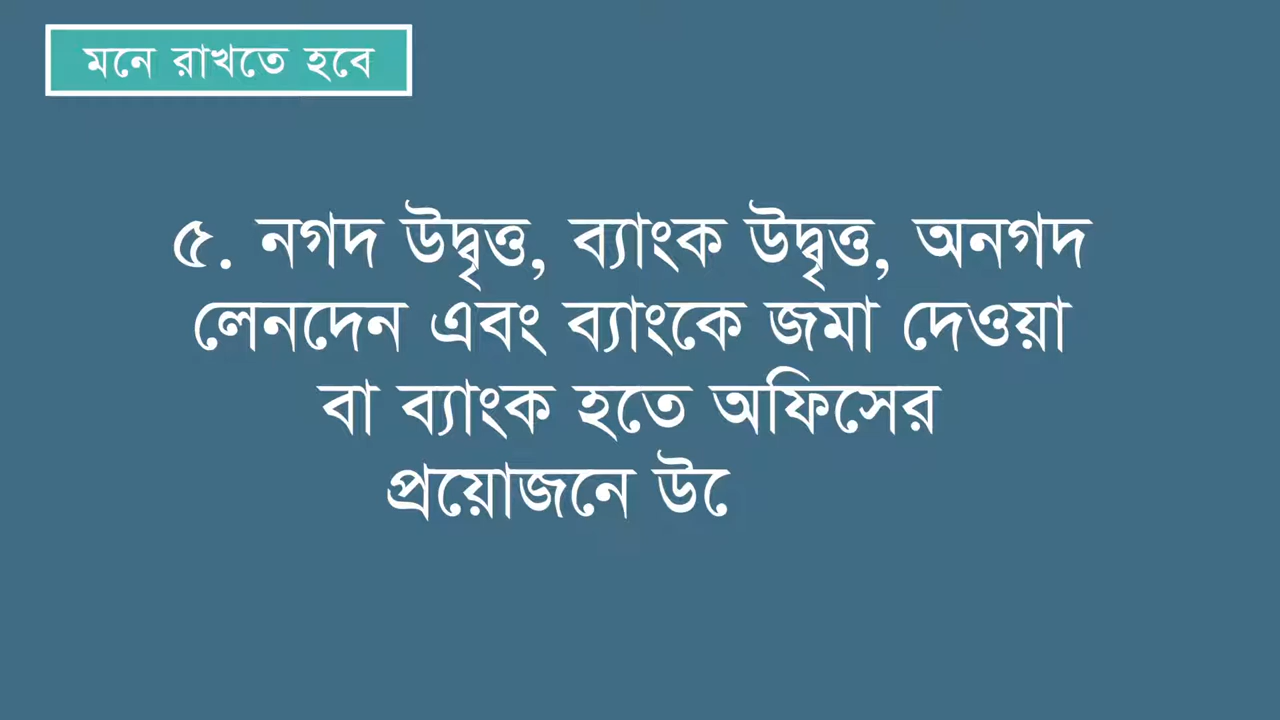 মনে রাখতে হবে
৫. নগদ উদ্বৃত্ত, ব্যাংক উদ্বৃত্ত, অনগদ
লেনদেন এবং ব্যাংকে জমা দেওয়া
বা ব্যাংক হতে অফিসের
প্রয়োজনে